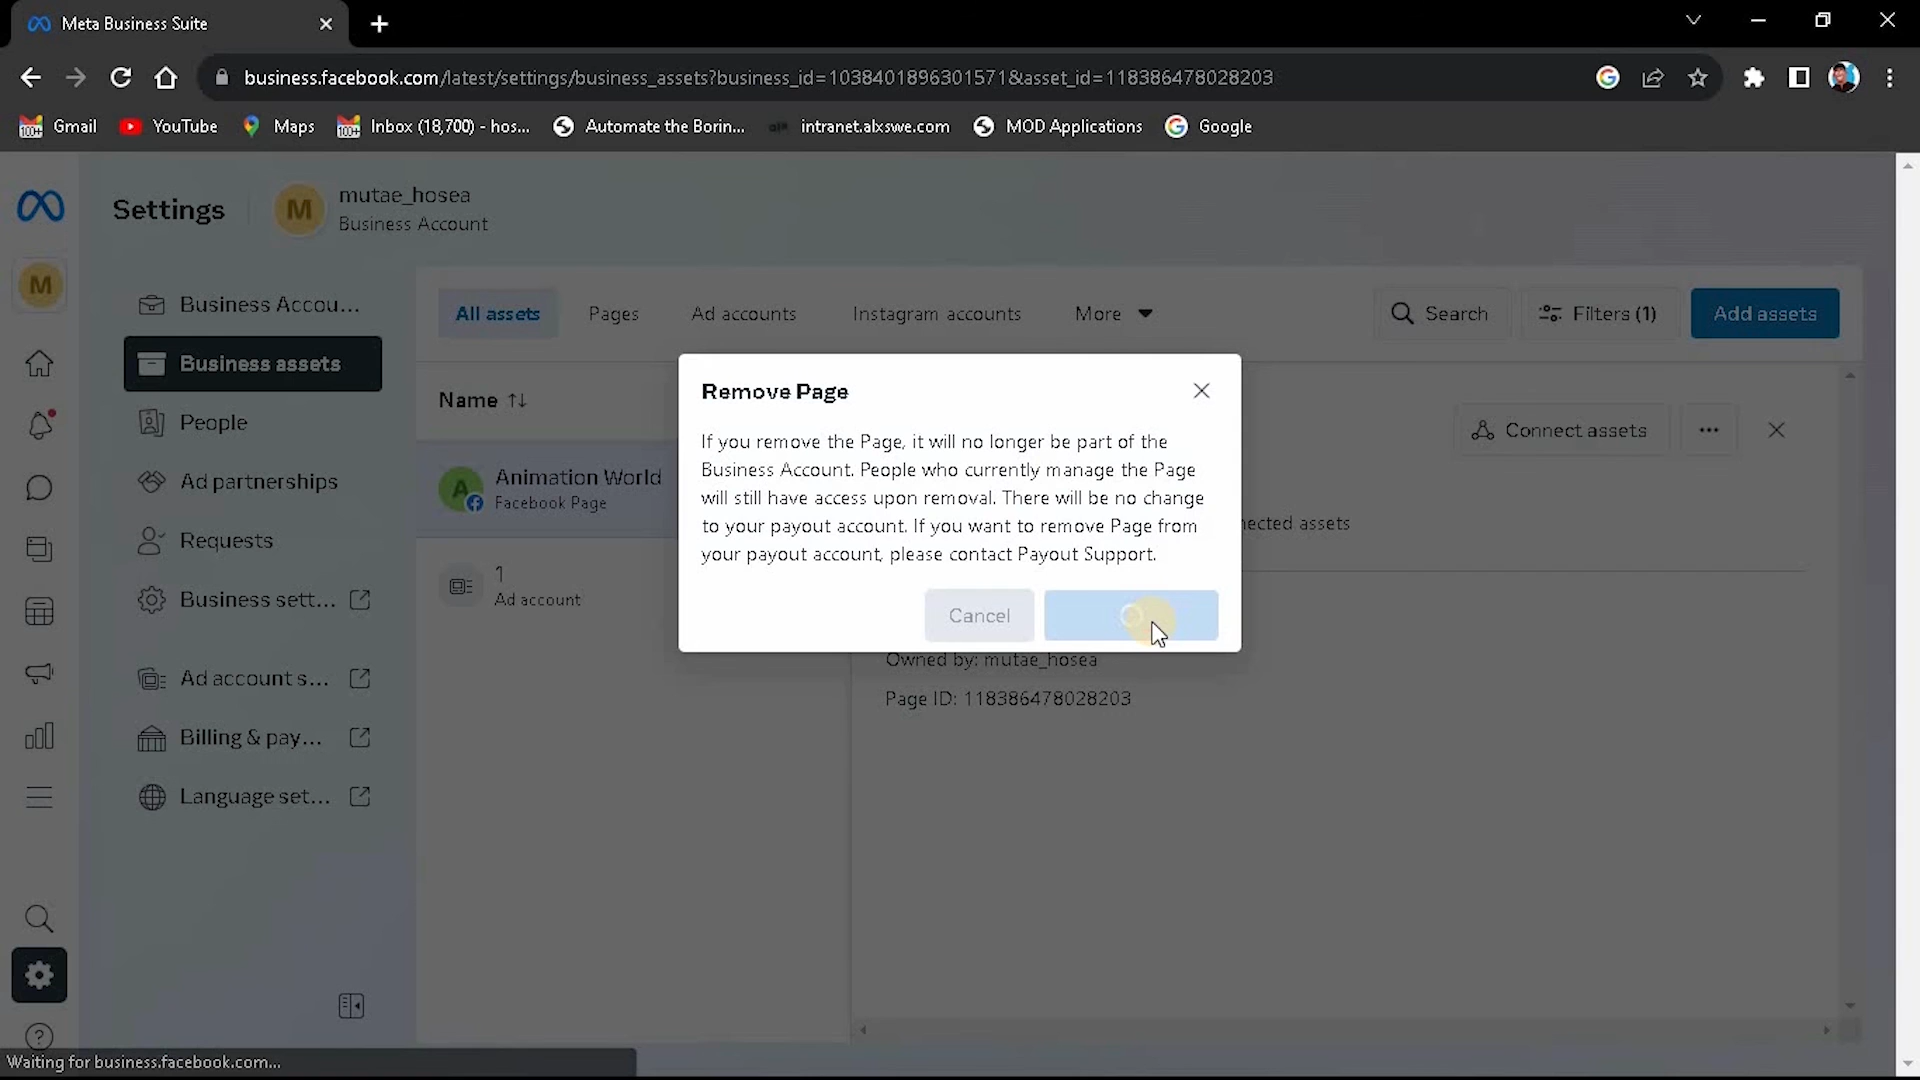 Meta Business Suite
business.facebook.com/latest/settings/business_assets?business_id=1038401896301571&asset_id=118386478028203
Gmail
YouTube
Maps
Inbox (18,700) - hos...
Automate the Borin...
intranet.alxswe.com
MOD Applications
Google
Settings
M
mutae_hosea
Business Account
M
Business Accou...
Business assets
People
Ad partnerships
Requests
Business sett...
Ad account s...
Billing & pay...
Language set...
All assets
Pages
Ad accounts
Instagram accounts
More
Search
Filters (1)
Add assets
Name
A
Animation World
Facebook Page
1
Ad account
Connect assets
nected assets
Remove Page
If you remove the Page, it will no longer be part of the
Business Account. People who currently manage the Page
will still have access upon removal. There will be no change
to your payout account. If you want to remove Page from
your payout account, please contact Payout Support.
Cancel
Owned by: mutae_hosea
Page ID: 118386478028203
Waiting for business.facebook.com...